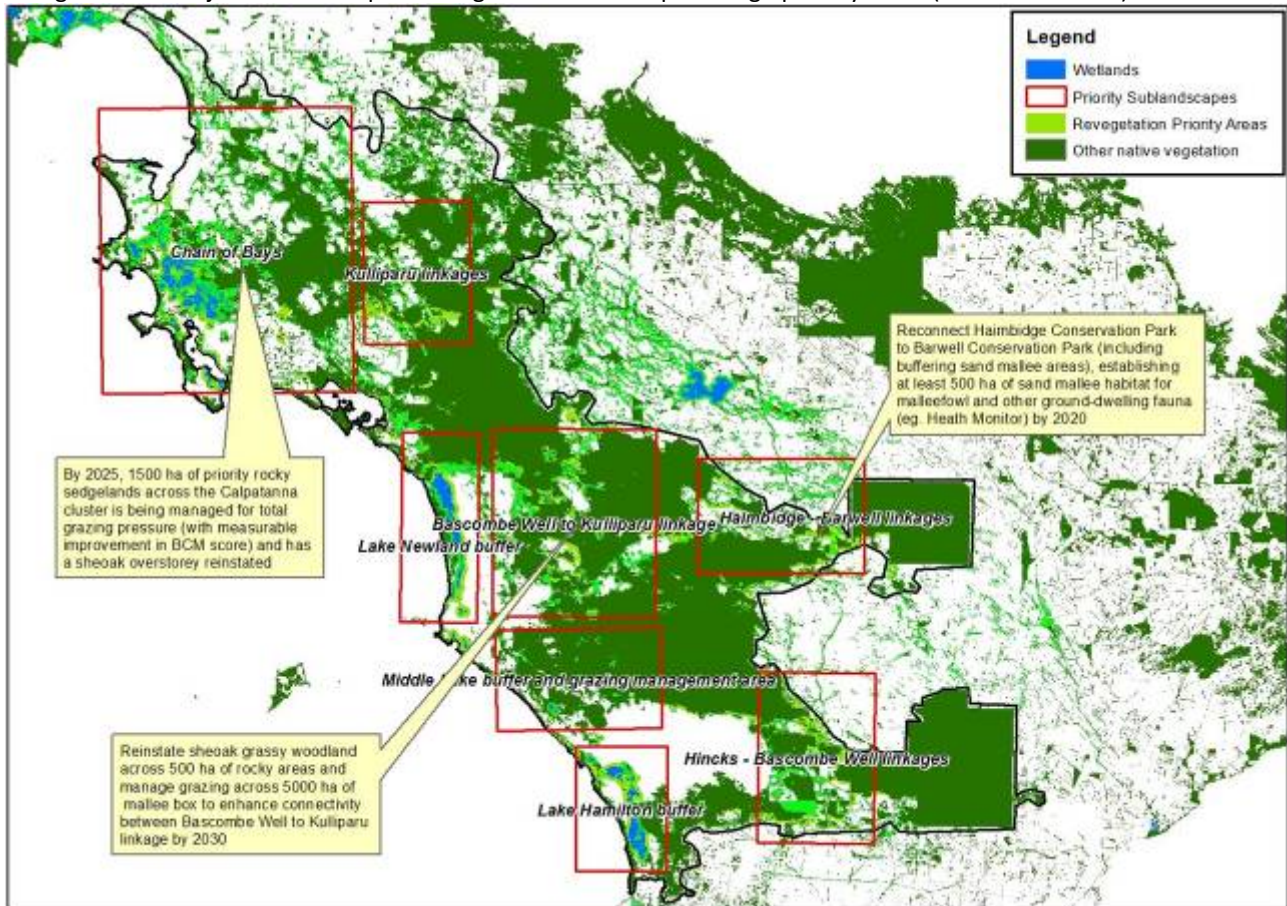 Legend
Wetlands
Priority Sublandscapes
Revegetation Priority Areas
Other native vegetation
Chain of Bays
Kulliparu linkages
Reconnect Haimbidge Conservation Park
to Barwell Conservation Park (including
buffering sand mallee areas), establishing
at least 500 ha of sand mallee habitat for
malleefowl and other ground-dwelling fauna
(eg. Heath Monitor) by 2020
By 2025, 1500 ha of priority rocky
sedgelands across the Calpatanna
cluster is being managed for total
grazing pressure (with measurable
improvement in BCM score) and has
a sheoak overstorey reinstated
Bascombe Well to Kulliparu linkage
Haimbidge - Barwell linkages
Lake Newland buffer
Middle Lake buffer and grazing management area
Reinstate sheoak grassy woodland
across 500 ha of rocky areas and
manage grazing across 5000 ha of
mallee box to enhance connectivity
between Bascombe Well to Kulliparu
linkage by 2030
Hincks - Bascombe Well linkages
Lake Hamilton buffer